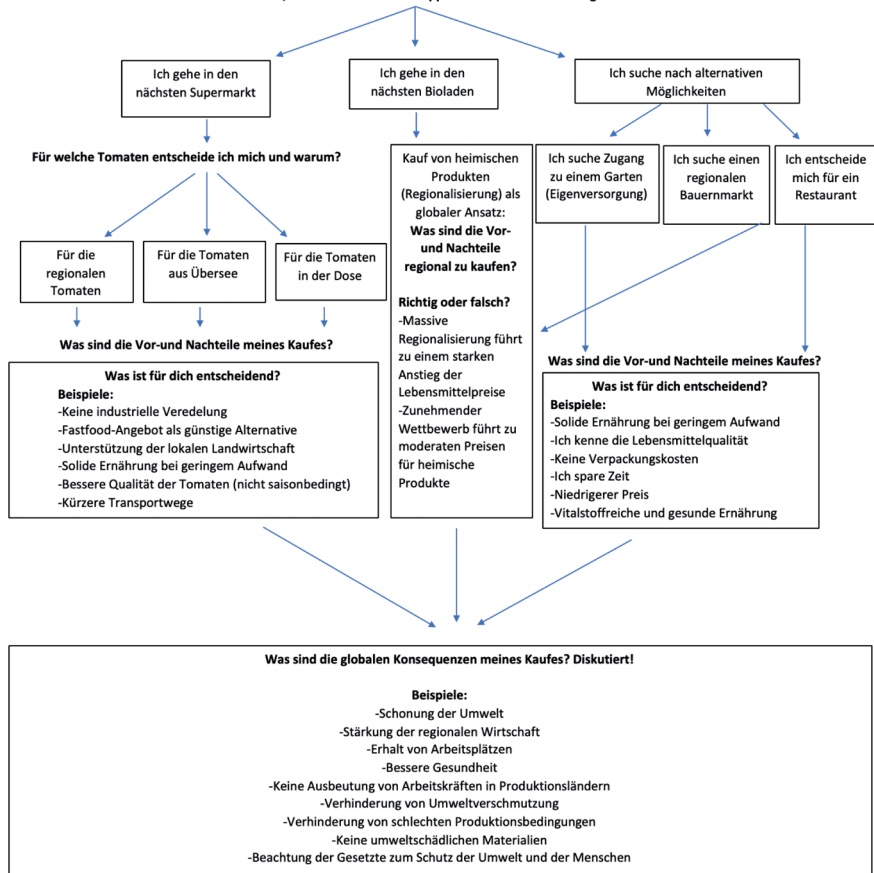 Ich gehe in den
nächsten Supermarkt
Ich gehe in den
nächsten Bioladen
Ich suche nach alternativen
Möglichkeiten
Für welche Tomaten entscheide ich mich und warum?
Kauf von heimischen
Produkten
(Regionalisierung) als
globaler Ansatz:
Was sind die Vor-
und Nachteile
regional zu kaufen?
Richtig oder falsch?
-Massive
Regionalisierung führt
zu einem starken
Anstieg der
Lebensmittelpreise
-Zunehmender
Wettbewerb führt zu
moderaten Preisen
für heimische
Produkte
Ich suche Zugang
zu einem Garten
(Eigenversorgung)
Ich suche einen
regionalen
Bauernmarkt
Ich entscheide
mich für ein
Restaurant
Für die
regionalen
Tomaten
Für die Tomaten
aus Übersee
Für die Tomaten
in der Dose
Was sind die Vor-und Nachteile meines Kaufes?
Was ist für dich entscheidend?
Beispiele:
-Keine industrielle Veredelung
-Fastfood-Angebot als günstige Alternative
-Unterstützung der lokalen Landwirtschaft
-Solide Ernährung bei geringem Aufwand
-Bessere Qualität der Tomaten (nicht saisonbedingt)
-Kürzere Transportwege
Was sind die Vor-und Nachteile meines Kaufes?
Was ist für dich entscheidend?
Beispiele:
-Solide Ernährung bei geringem Aufwand
-Ich kenne die Lebensmittelqualität
-Keine Verpackungskosten
-Ich spare Zeit
-Niedrigerer Preis
-Vitalstoffreiche und gesunde Ernährung
Was sind die globalen Konsequenzen meines Kaufes? Diskutiert!
Beispiele:
-Schonung der Umwelt
-Stärkung der regionalen Wirtschaft
-Erhalt von Arbeitsplätzen
-Bessere Gesundheit
-Keine Ausbeutung von Arbeitskräften in Produktionsländern
-Verhinderung von Umweltverschmutzung
-Verhinderung von schlechten Produktionsbedingungen
-Keine umweltschädlichen Materialien
-Beachtung der Gesetzte zum Schutz der Umwelt und der Menschen